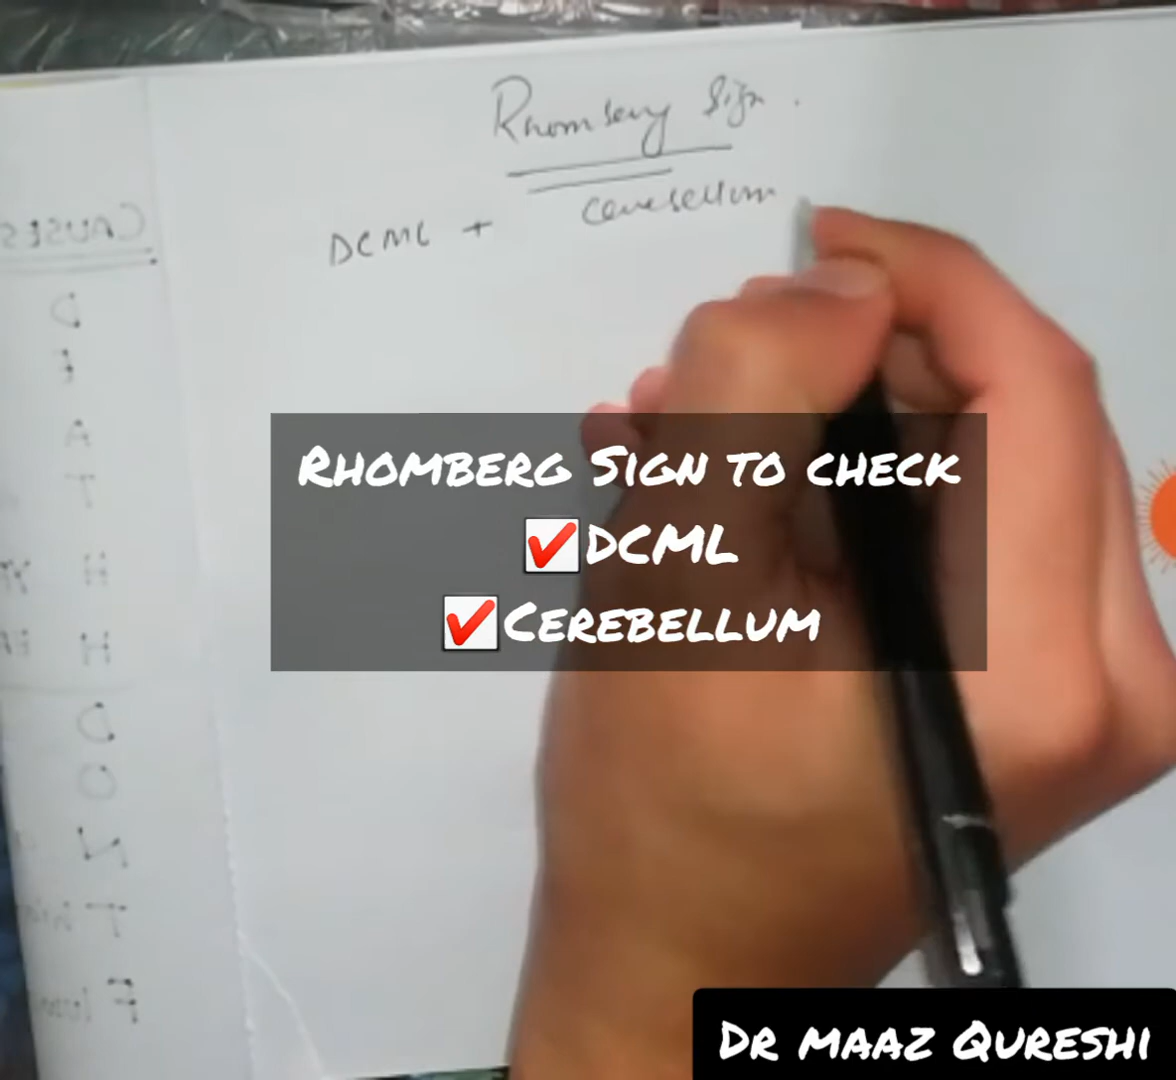 Rhomberg Sign.
DCML + Cerebellum
CAUSES
D
E
A
T
H
H
D
O
N
T
F
RHOMBERG SIGN TO CHECK
✅DCML
✅CEREBELLUM
DR MAAZ QURESHI